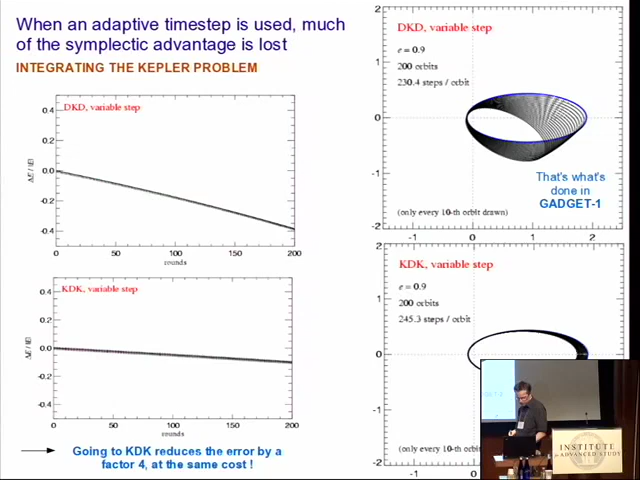 When an adaptive timestep is used, much
of the symplectic advantage is lost
INTEGRATING THE KEPLER PROBLEM
0.4
0.2
0.0
-0.2
-0.4
ΔE / |E|
DKD, variable step
0
50
100
150
200
rounds
0.4
0.2
0.0
-0.2
-0.4
ΔE / |E|
KDK, variable step
0
50
100
150
200
rounds
Going to KDK reduces the error by a
factor 4, at the same cost !
2
1
0
-1
-2
DKD, variable step
e = 0.9
200 orbits
230.4 steps / orbit
That's what's
done in
GADGET-1
(only every 10-th orbit drawn)
-1
0
1
2
2
1
0
-1
-2
KDK, variable step
e = 0.9
200 orbits
245.3 steps / orbit
(only every 10-th
-1
0
INSTITUTE
ADVANCED STUDY